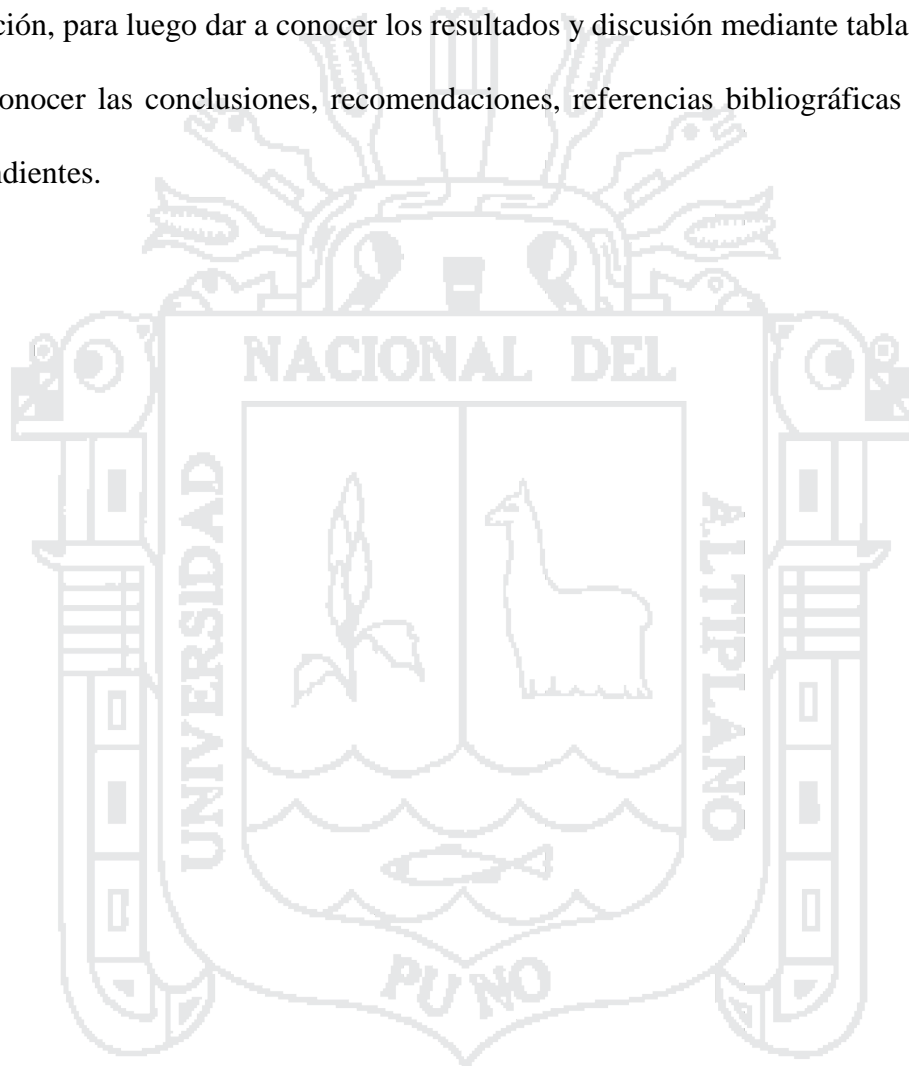 ción, para luego dar a conocer los resultados y discusión mediante tabla
onocer las conclusiones, recomendaciones, referencias bibliográficas
ndientes.
NACIONAL DEL
UNIVERSIDAD
ALTIPLANO
PUNO